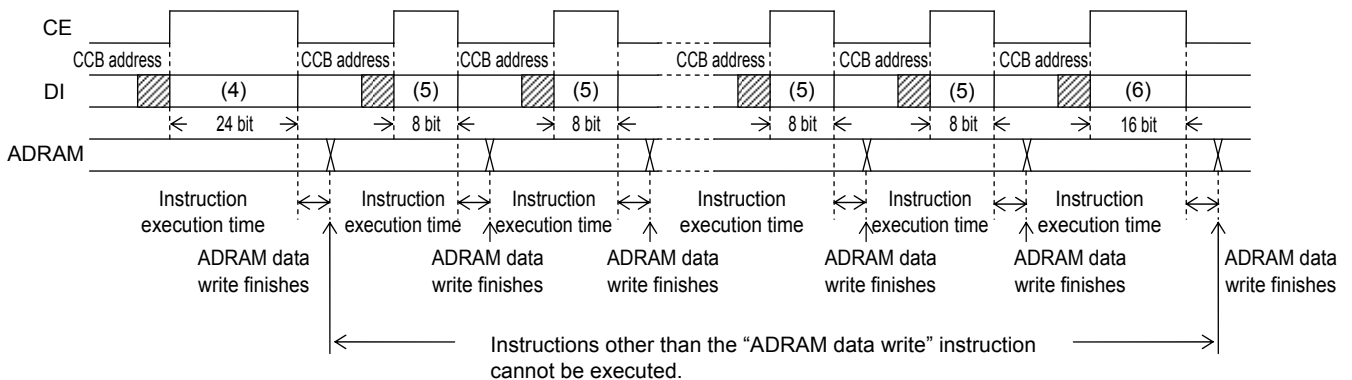 CE
CCB address CCB address CCB address CCB address CCB address CCB address
DI (4) (5) (5) (5) (5) (6)
24 bit 8 bit 8 bit 8 bit 8 bit 16 bit
ADRAM
Instruction Instruction Instruction Instruction Instruction Instruction
execution time execution time execution time execution time execution time execution time
ADRAM data ADRAM data ADRAM data ADRAM data ADRAM data ADRAM data
write finishes write finishes write finishes write finishes write finishes write finishes
Instructions other than the “ADRAM data write” instruction
cannot be executed.